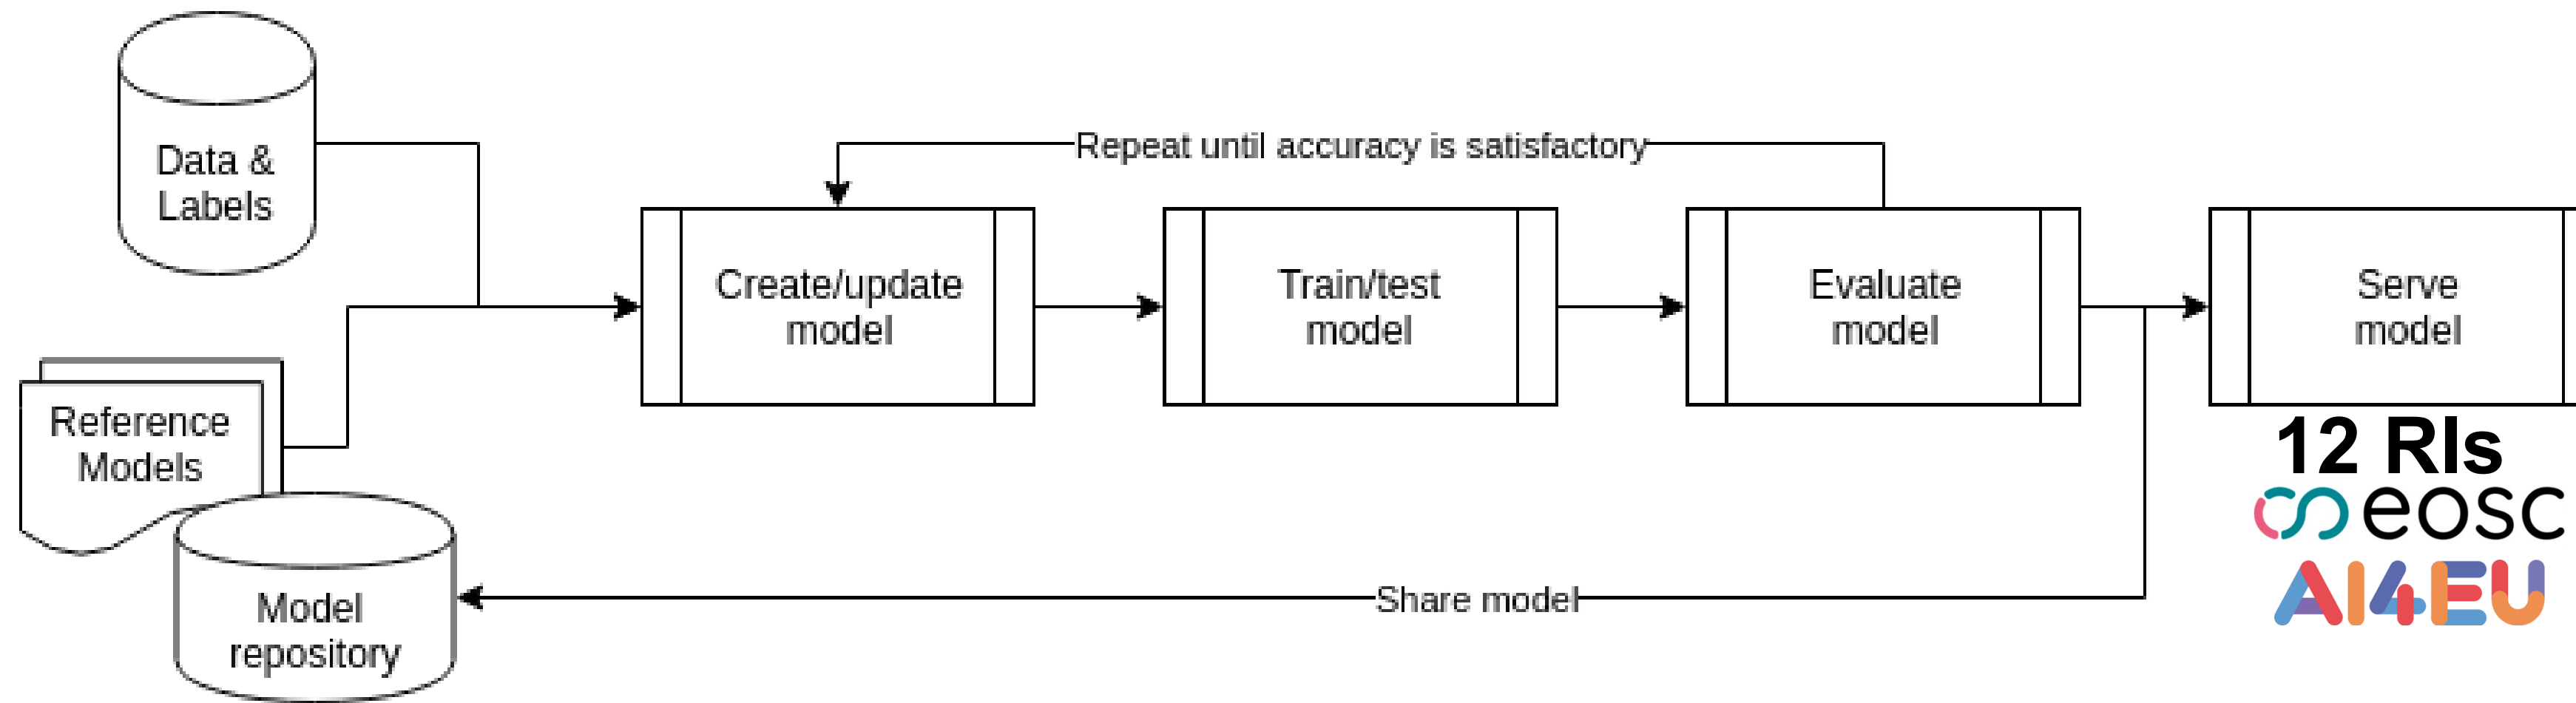 Data &
Labels
Repeat until accuracy is satisfactory
Create/update
model
Train/test
model
Evaluate
model
Serve
model
Reference
Models
12 RIs
eosc
AI4EU
Share model
Model
repository